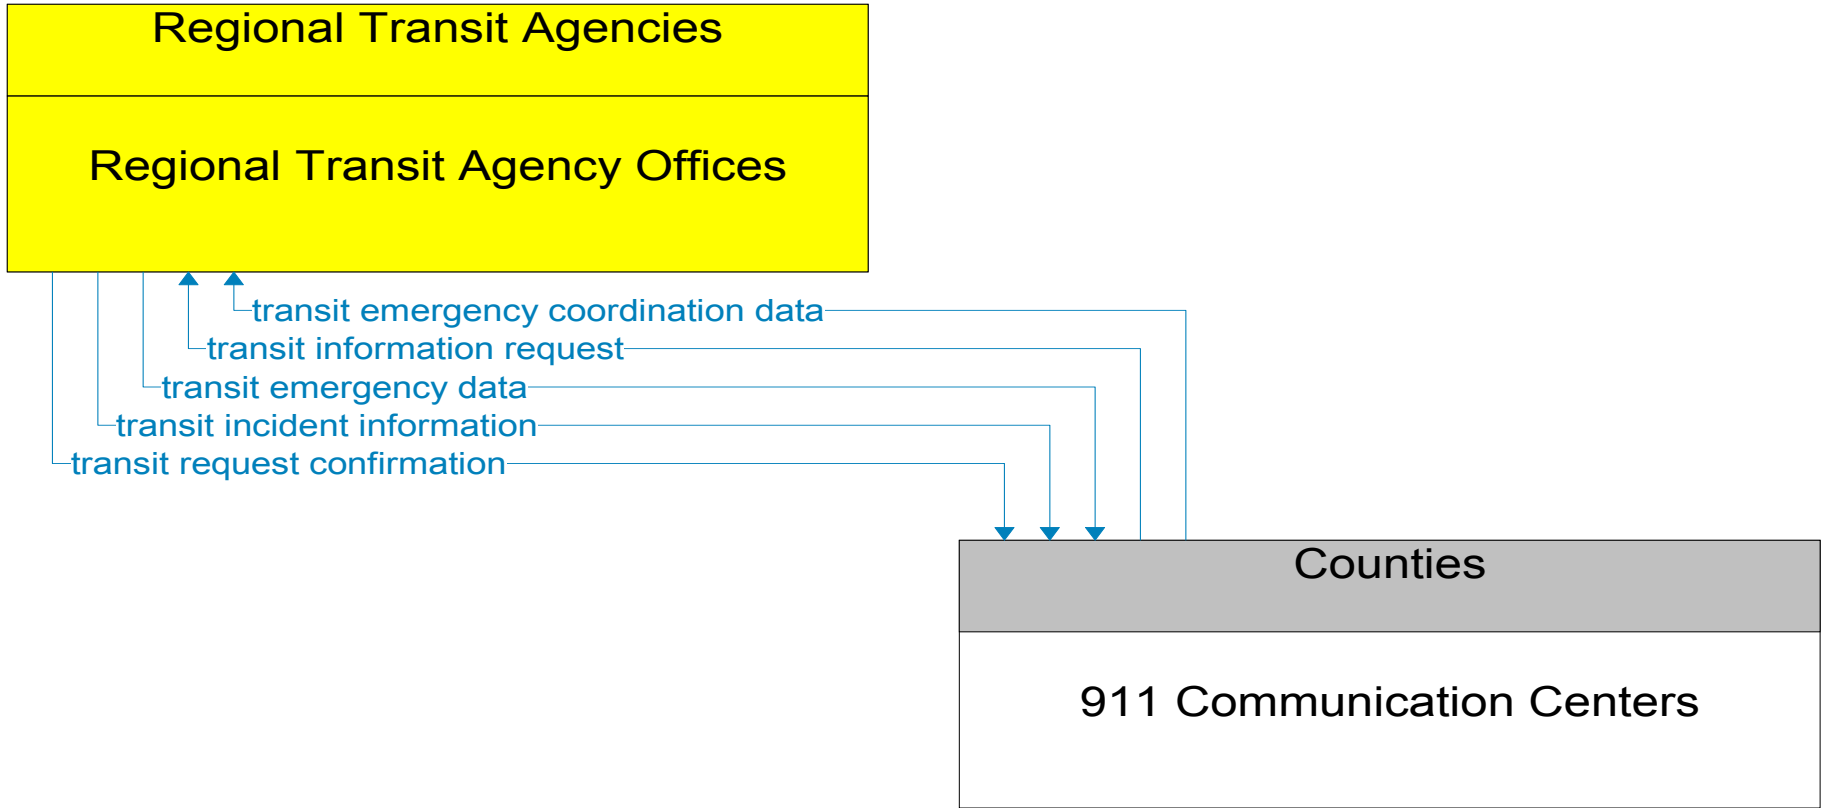 Regional Transit Agencies
Regional Transit Agency Offices
transit emergency coordination data
transit information request
transit emergency data
transit incident information
transit request confirmation
Counties
911 Communication Centers